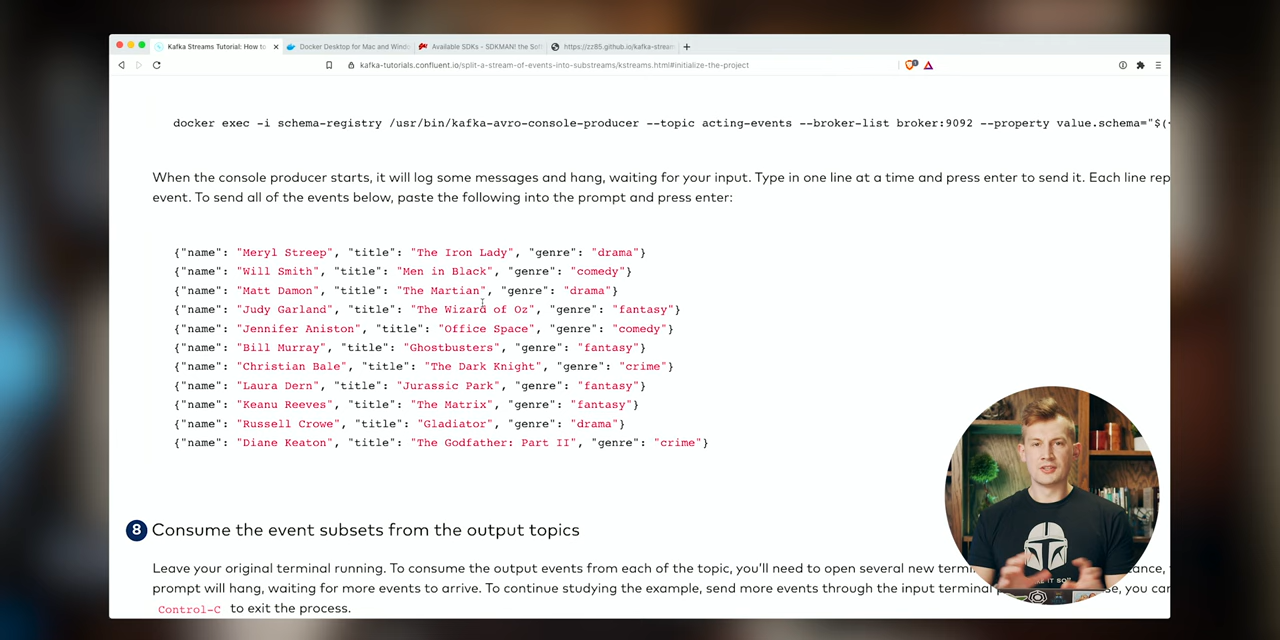 Kafka Streams Tutorial: How to
Docker Desktop for Mac and Windo
Available SDKs - SDKMAN! the Sof
https://zz85.github.io/kafka-stream
kafka-tutorials.confluent.io/split-a-stream-of-events-into-substreams/kstreams.html#initialize-the-project
docker exec -i schema-registry /usr/bin/kafka-avro-console-producer --topic acting-events --broker-list broker:9092 --property value.schema="$(
When the console producer starts, it will log some messages and hang, waiting for your input. Type in one line at a time and press enter to send it. Each line rep
event. To send all of the events below, paste the following into the prompt and press enter:
{"name": "Meryl Streep", "title": "The Iron Lady", "genre": "drama"}
{"name": "Will Smith", "title": "Men in Black", "genre": "comedy"}
{"name": "Matt Damon", "title": "The Martian", "genre": "drama"}
{"name": "Judy Garland", "title": "The Wizard of Oz", "genre": "fantasy"}
{"name": "Jennifer Aniston", "title": "Office Space", "genre": "comedy"}
{"name": "Bill Murray", "title": "Ghostbusters", "genre": "fantasy"}
{"name": "Christian Bale", "title": "The Dark Knight", "genre": "crime"}
{"name": "Laura Dern", "title": "Jurassic Park", "genre": "fantasy"}
{"name": "Keanu Reeves", "title": "The Matrix", "genre": "fantasy"}
{"name": "Russell Crowe", "title": "Gladiator", "genre": "drama"}
{"name": "Diane Keaton", "title": "The Godfather: Part II", "genre": "crime"}
8 Consume the event subsets from the output topics
Leave your original terminal running. To consume the output events from each of the topic, you'll need to open several new termi
prompt will hang, waiting for more events to arrive. To continue studying the example, send more events through the input terminal
you can
Control-C to exit the process.
IT SO"